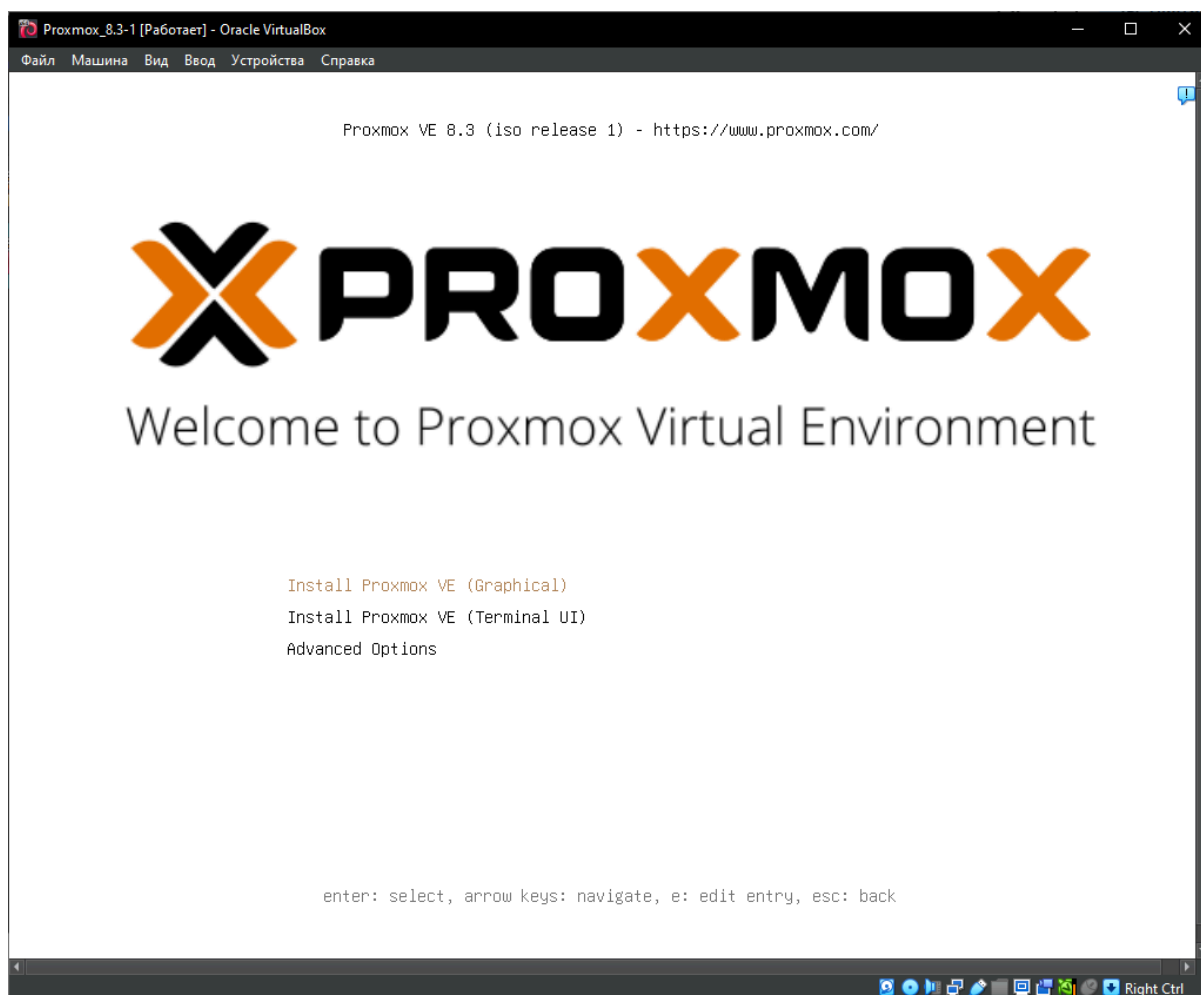 Proxmox_8.3-1 [Работает] - Oracle VirtualBox
Файл Машина Вид Ввод Устройства Справка
Proxmox VE 8.3 (iso release 1) - https://www.proxmox.com/
PROXMOX
Welcome to Proxmox Virtual Environment
Install Proxmox VE (Graphical)
Install Proxmox VE (Terminal UI)
Advanced Options
enter: select, arrow keys: navigate, e: edit entry, esc: back
Right Ctrl